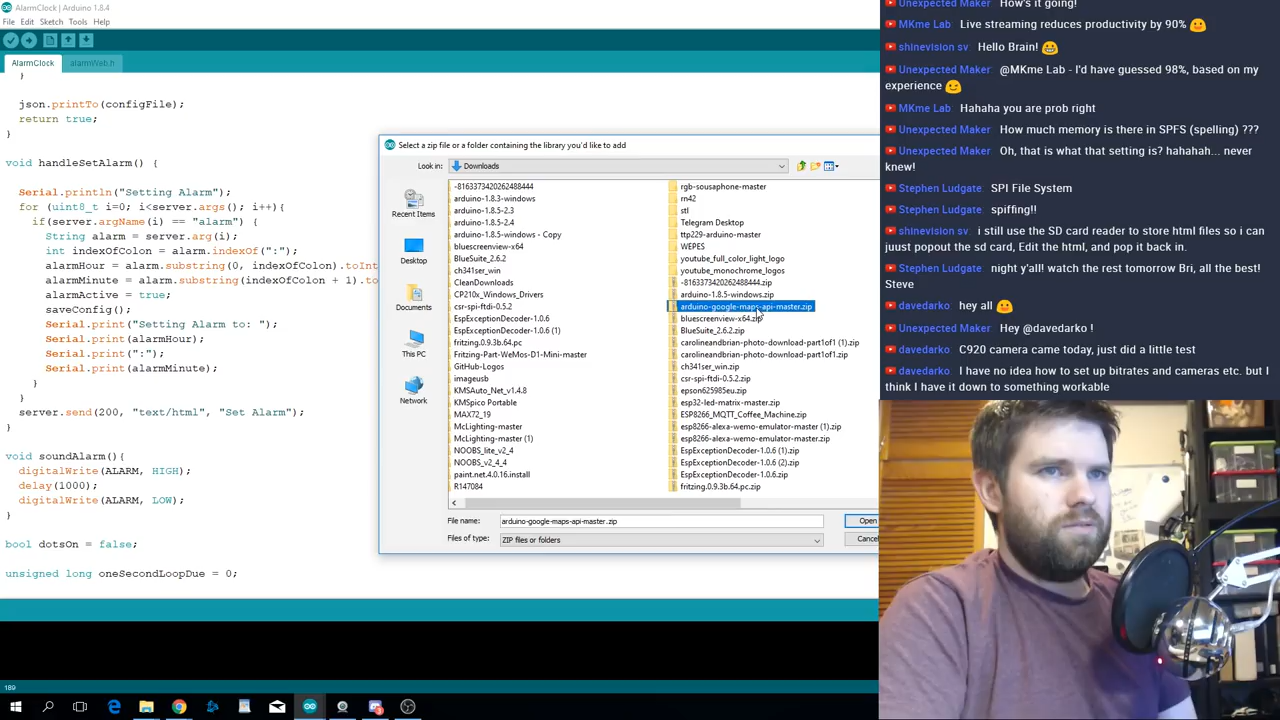 AlarmClock | Arduino 1.8.4
File Edit Sketch Tools Help
AlarmClock alarmWeb.h
}
json.printTo(configFile);
return true;
}
void handleSetAlarm() {
Serial.println("Setting Alarm");
for (uint8_t i=0; i<server.args(); i++){
if(server.argName(i) == "alarm") {
String alarm = server.arg(i);
int indexOfColon = alarm.indexOf(":");
alarmHour = alarm.substring(0, indexOfColon).toInt
alarmMinute = alarm.substring(indexOfColon + 1).to
alarmActive = true;
saveConfig();
Serial.print("Setting Alarm to: ");
Serial.print(alarmHour);
Serial.print(":");
Serial.print(alarmMinute);
}
}
server.send(200, "text/html", "Set Alarm");
}
void soundAlarm(){
digitalWrite(ALARM, HIGH);
delay(1000);
digitalWrite(ALARM, LOW);
}
bool dotsOn = false;
unsigned long oneSecondLoopDue = 0;
189
Select a zip file or a folder containing the library you'd like to add
Look in: Downloads
Recent Items
Desktop
Documents
This PC
Network
-8163373420262488444
arduino-1.8.3-windows
arduino-1.8.5-2.3
arduino-1.8.5-2.4
arduino-1.8.5-windows - Copy
bluescreenview-x64
BlueSuite_2.6.2
ch341ser_win
CleanDownloads
CP210x_Windows_Drivers
csr-spi-ftdi-0.5.2
EspExceptionDecoder-1.0.6
EspExceptionDecoder-1.0.6 (1)
fritzing.0.9.3b.64.pc
Fritzing-Part-WeMos-D1-Mini-master
GitHub-Logos
imageusb
KMSAuto_Net_v1.4.8
KMSpico Portable
MAX72_19
McLighting-master
McLighting-master (1)
NOOBS_lite_v2_4
NOOBS_v2_4_4
paint.net.4.0.16.install
R147084
rgb-sousaphone-master
rn42
stl
Telegram Desktop
ttp229-arduino-master
WEPES
youtube_full_color_light_logo
youtube_monochrome_logos
-8163373420262488444.zip
arduino-1.8.5-windows.zip
arduino-google-maps-api-master.zip
bluescreenview-x64.zip
BlueSuite_2.6.2.zip
carolineandbrian-photo-download-part1of1 (1).zip
carolineandbrian-photo-download-part1of1.zip
ch341ser_win.zip
csr-spi-ftdi-0.5.2.zip
epson625985eu.zip
esp32-led-matrix-master.zip
ESP8266_MQTT_Coffee_Machine.zip
esp8266-alexa-wemo-emulator-master (1).zip
esp8266-alexa-wemo-emulator-master.zip
EspExceptionDecoder-1.0.6 (1).zip
EspExceptionDecoder-1.0.6 (2).zip
EspExceptionDecoder-1.0.6.zip
fritzing.0.9.3b.64.pc.zip
File name: arduino-google-maps-api-master.zip Open
Files of type: ZIP files or folders Cancel
Unexpected Maker How's it going!
MKme Lab Live streaming reduces productivity by 90%
shinevision sv Hello Brain!
Unexpected Maker @MKme Lab - I'd have guessed 98%, based on my
experience
MKme Lab Hahaha you are prob right
Unexpected Maker How much memory is there in SPFS (spelling) ???
Unexpected Maker Oh, that is what that setting is? hahahah... never
knew!
Stephen Ludgate SPI File System
Stephen Ludgate spiffing!!
shinevision sv i still use the SD card reader to store html files so i
can juust popout the sd card, Edit the html, and pop it back in.
Stephen Ludgate night y'all! watch the rest tomorrow Bri, all the best!
Steve
davedarko hey all
Unexpected Maker Hey @davedarko !
davedarko C920 camera came today, just did a little test
davedarko I have no idea how to set up bitrates and cameras etc. but I
think I have it down to something workable